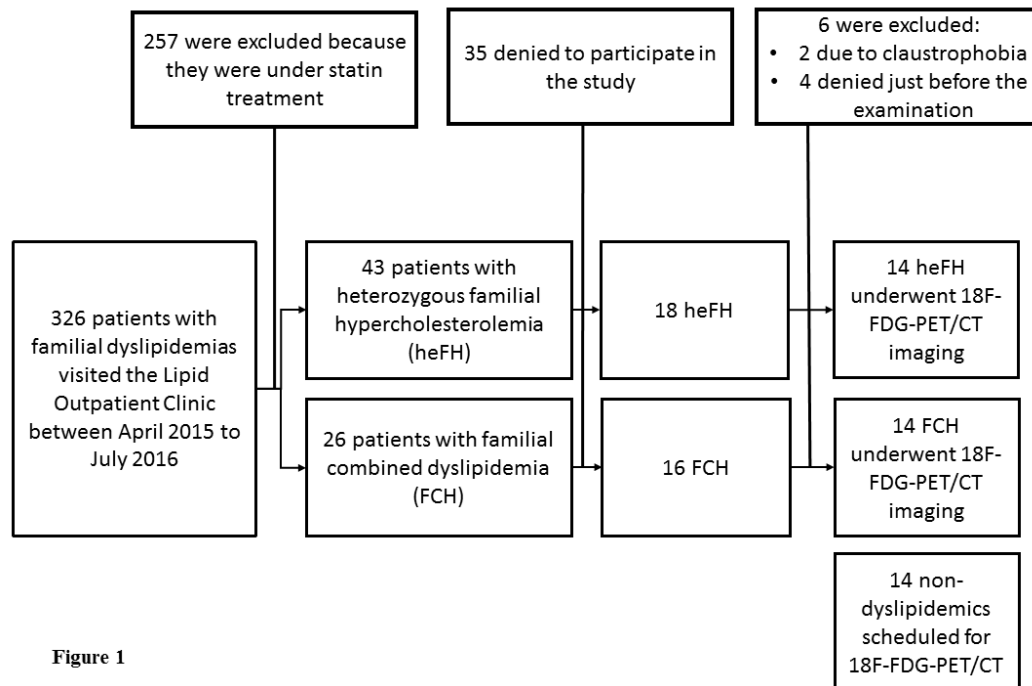 257 were excluded because
they were under statin
treatment
35 denied to participate in
the study
6 were excluded:
• 2 due to claustrophobia
• 4 denied just before the
examination
326 patients with
familial dyslipidemias
visited the Lipid
Outpatient Clinic
between April 2015 to
July 2016
43 patients with
heterozygous familial
hypercholesterolemia
(heFH)
18 heFH
14 heFH
underwent 18F-
FDG-PET/CT
imaging
26 patients with familial
combined dyslipidemia
(FCH)
16 FCH
14 FCH
underwent 18F-
FDG-PET/CT
imaging
14 non-
dyslipidemics
scheduled for
18F-FDG-PET/CT
Figure 1